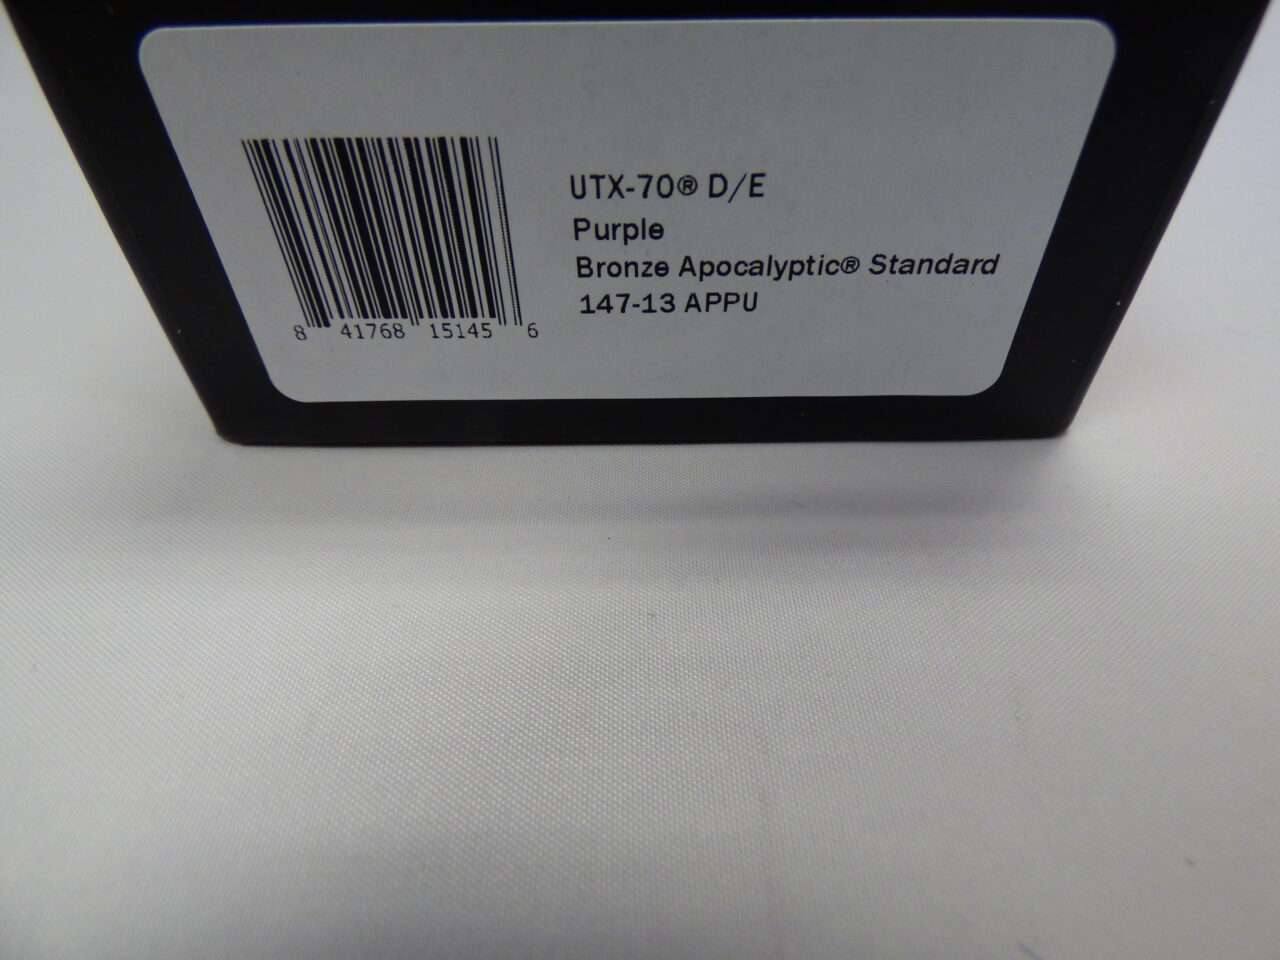 UTX-70® D/E
Purple
Bronze Apocalyptic® Standard
147-13 APPU
8 41768 15145 6